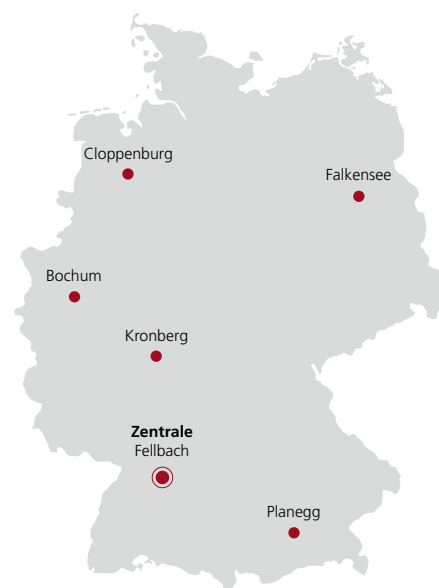 Cloppenburg
Falkensee
Bochum
Kronberg
Zentrale
Fellbach
Planegg